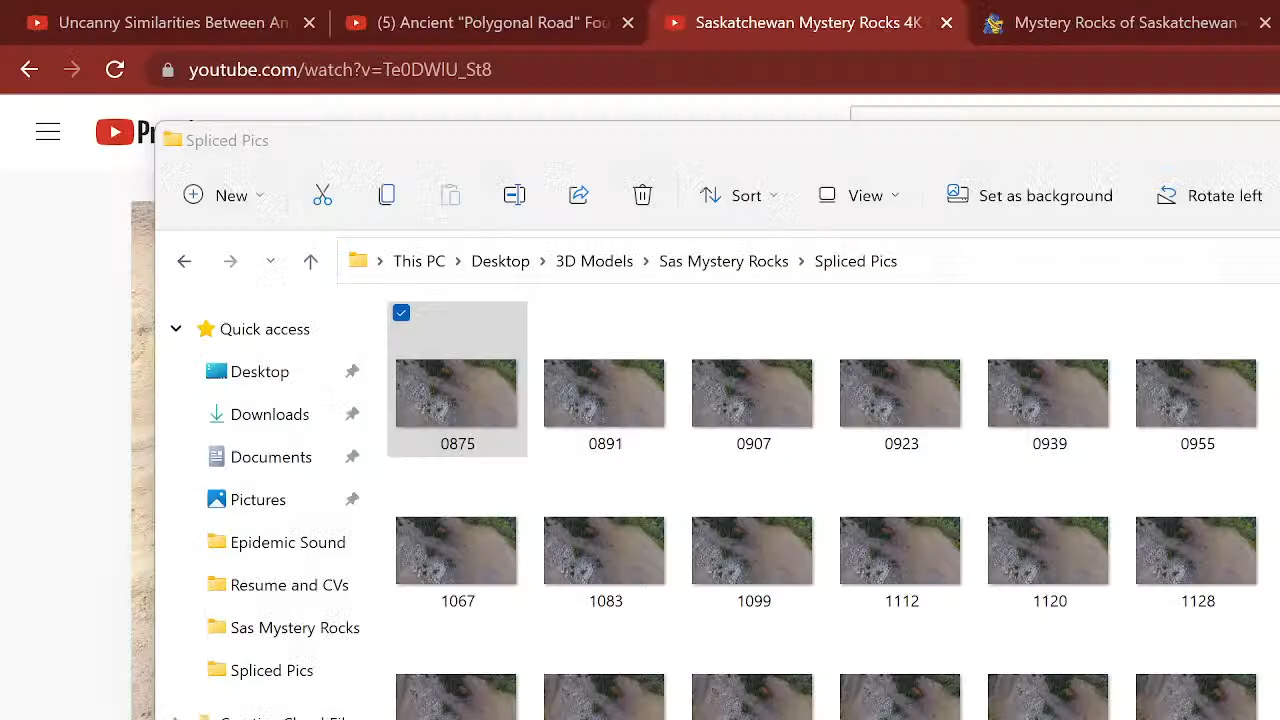 Uncanny Similarities Between An
(5) Ancient "Polygonal Road" Fou
Saskatchewan Mystery Rocks 4K
Mystery Rocks of Saskatchewan
youtube.com/watch?v=Te0DWlU_St8
Spliced Pics
New
Sort
View
Set as background
Rotate left
This PC > Desktop > 3D Models > Sas Mystery Rocks > Spliced Pics
Quick access
Desktop
Downloads
Documents
Pictures
Epidemic Sound
Resume and CVs
Sas Mystery Rocks
Spliced Pics
0875 0891 0907 0923 0939 0955
1067 1083 1099 1112 1120 1128